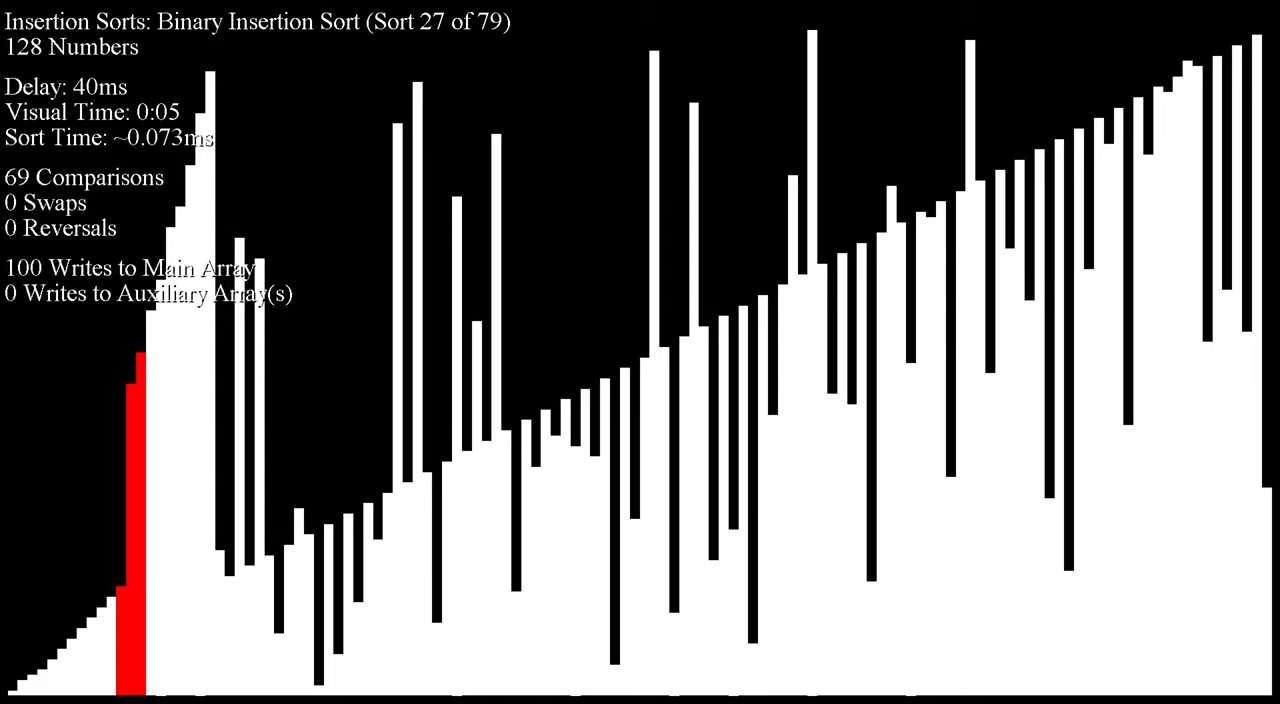 Insertion Sorts: Binary Insertion Sort (Sort 27 of 79)
128 Numbers
Delay: 40ms
Visual Time: 0:05
Sort Time: ~0.073ms
69 Comparisons
0 Swaps
0 Reversals
100 Writes to Main Array
0 Writes to Auxiliary Array(s)